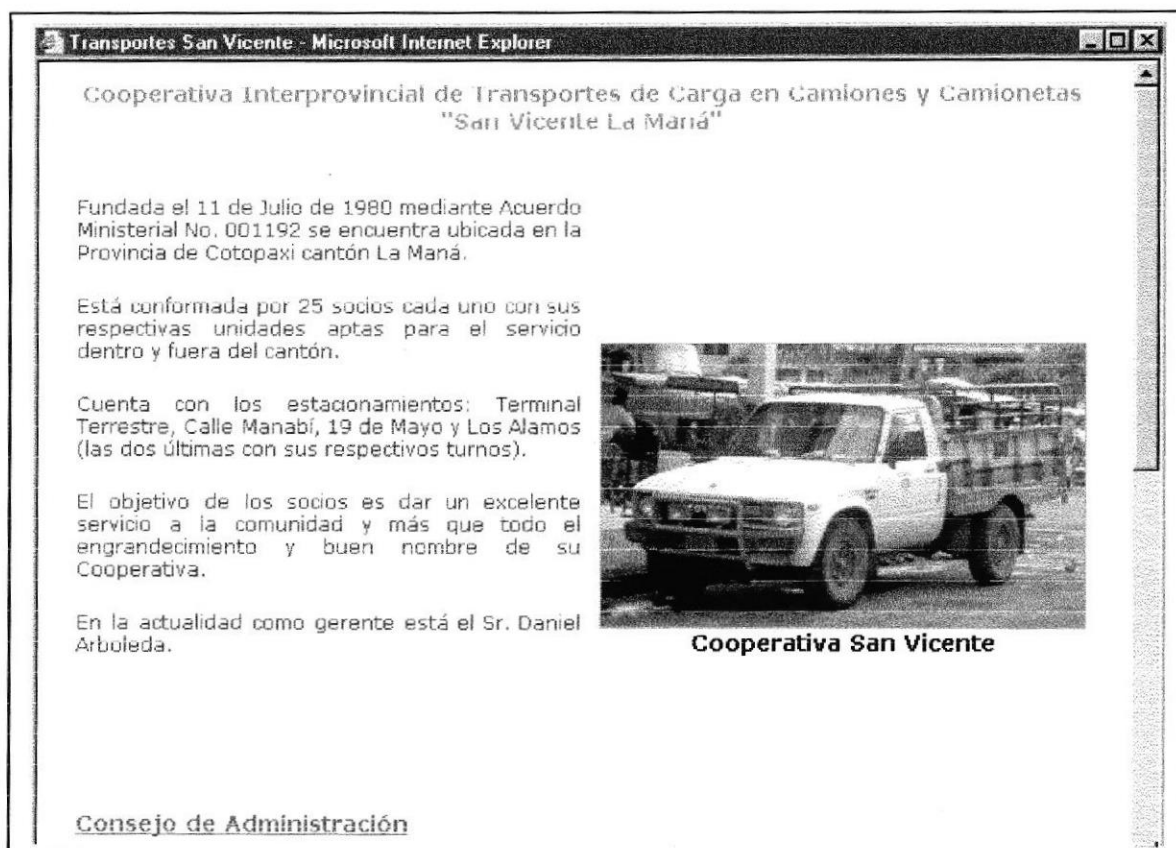 Transportes San Vicente - Microsoft Internet Explorer
Cooperativa Interprovincial de Transportes de Carga en Camiones y Camionetas
"San Vicente La Maná"
Fundada el 11 de Julio de 1980 mediante Acuerdo
Ministerial No. 001192 se encuentra ubicada en la
Provincia de Cotopaxi cantón La Maná.
Está conformada por 25 socios cada uno con sus
respectivas unidades aptas para el servicio
dentro y fuera del cantón.
Cuenta con los estacionamientos: Terminal
Terrestre, Calle Manabí, 19 de Mayo y Los Alamos
(las dos últimas con sus respectivos turnos).
El objetivo de los socios es dar un excelente
servicio a la comunidad y más que todo el
engrandecimiento y buen nombre de su
Cooperativa.
En la actualidad como gerente está el Sr. Daniel
Arboleda.
Cooperativa San Vicente
Consejo de Administración